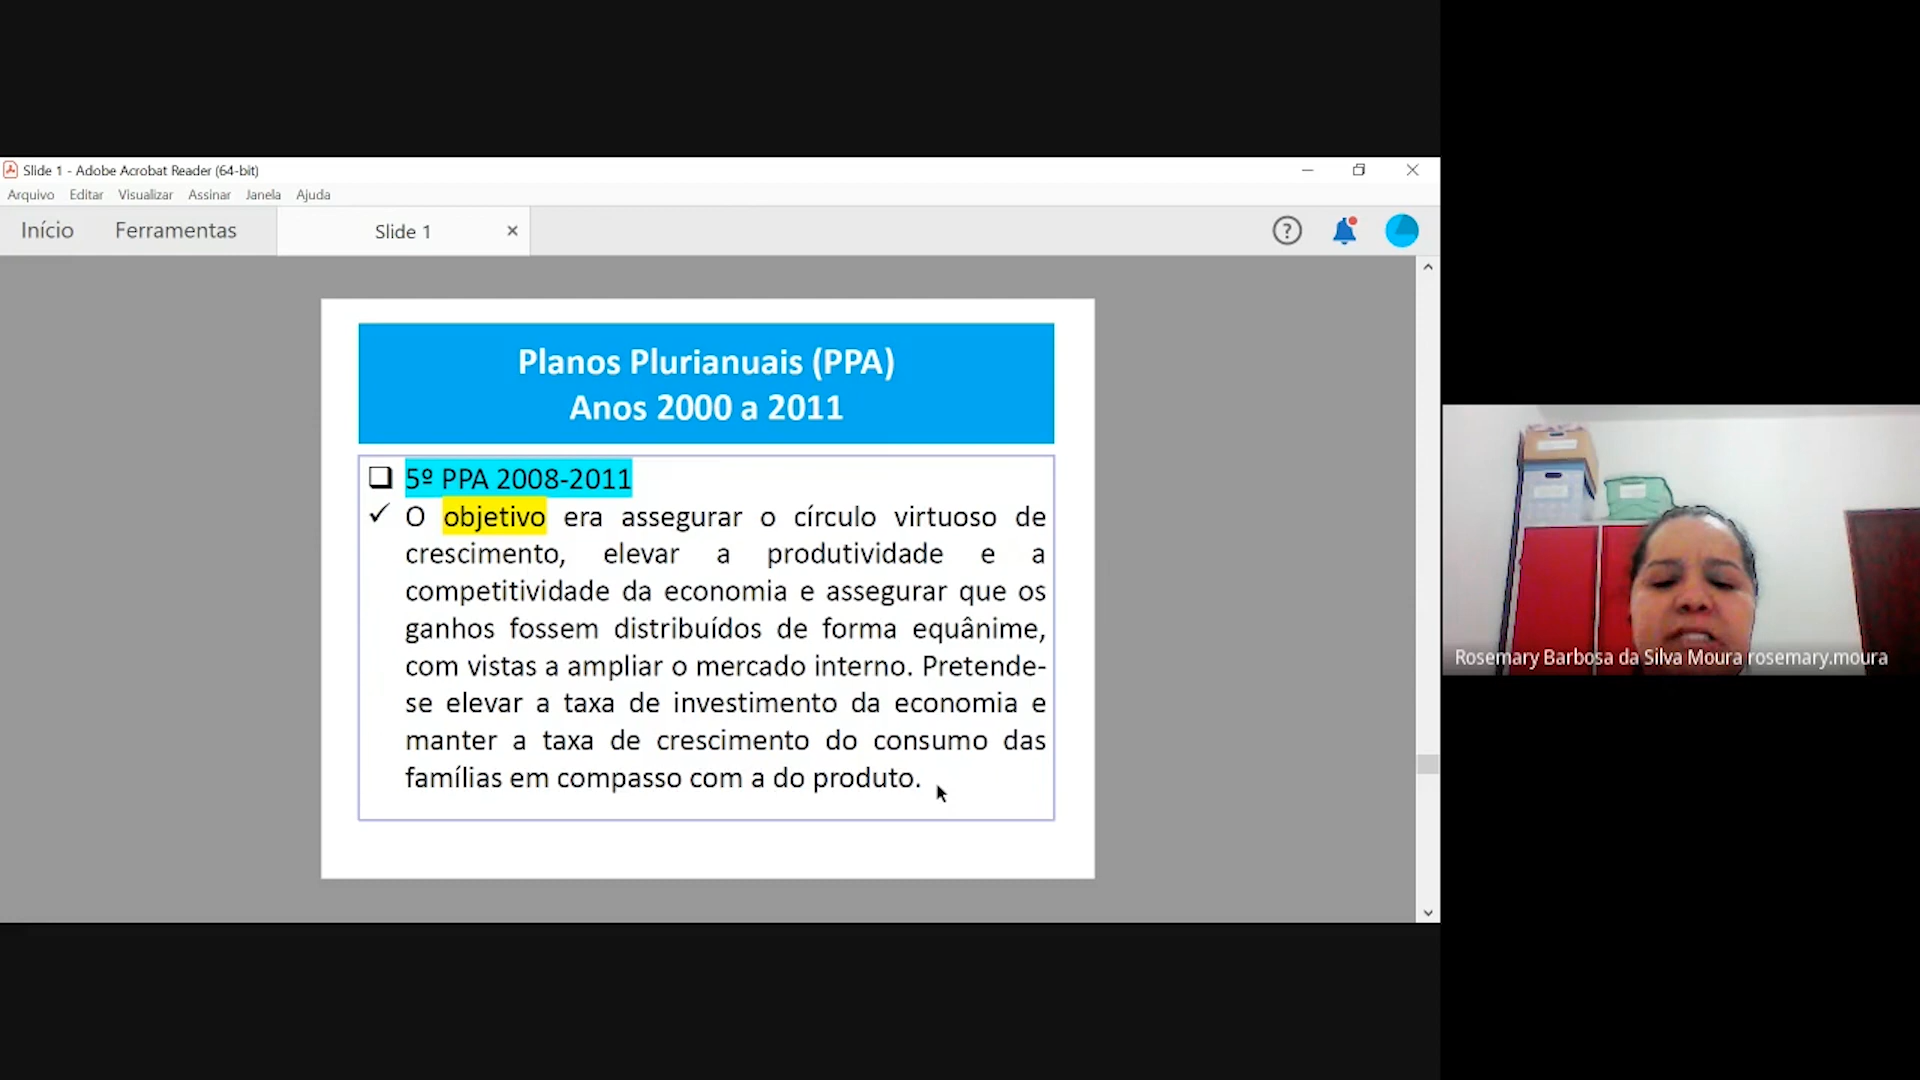 Slide 1 - Adobe Acrobat Reader (64-bit)
Arquivo Editar Visualizar Assinar Janela Ajuda
Início Ferramentas Slide 1
Planos Plurianuais (PPA)
Anos 2000 a 2011
5º PPA 2008-2011
O objetivo era assegurar o círculo virtuoso de
crescimento, elevar a produtividade e a
competitividade da economia e assegurar que os
ganhos fossem distribuídos de forma equânime,
com vistas a ampliar o mercado interno. Pretende-
se elevar a taxa de investimento da economia e
manter a taxa de crescimento do consumo das
famílias em compasso com a do produto.
Rosemary Barbosa da Silva Moura rosemary.moura